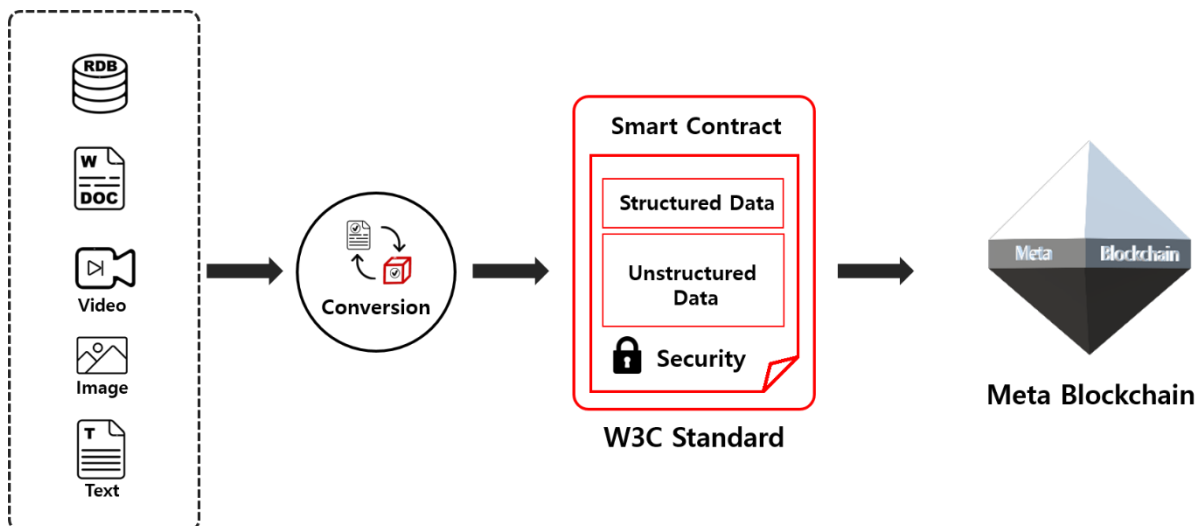 RDB
W
DOC
Video
Image
T
Text
Conversion
Smart Contract
Structured Data
Unstructured
Data
Security
W3C Standard
Meta Blockchain
Meta Blockchain